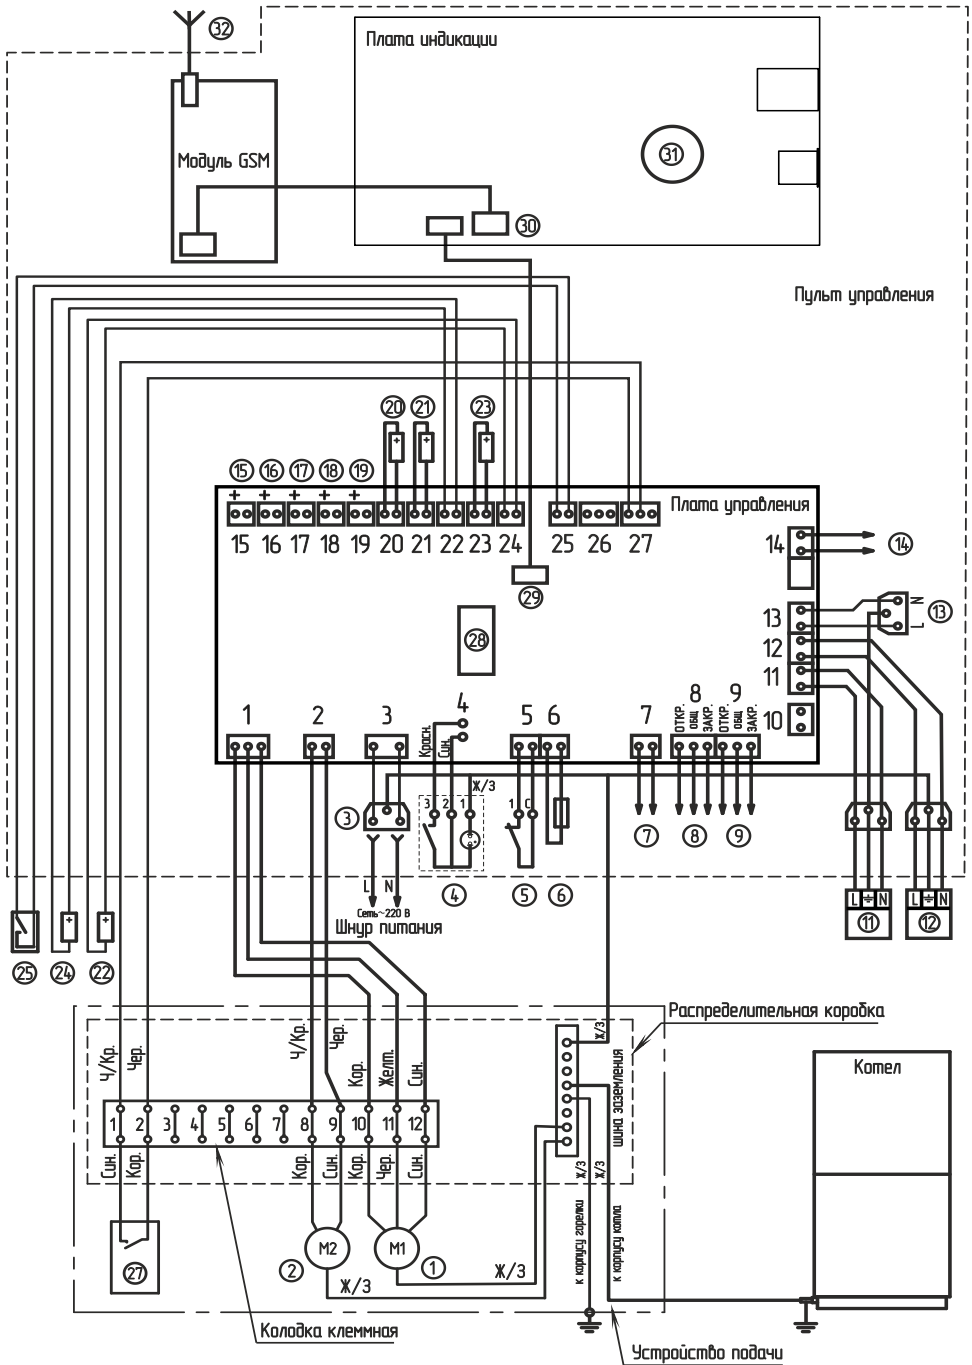 32
Плата индикации
Модуль GSM
31
30
Пульт управления
20 21 23
15 16 17 18 19
+ + + + +
+ + +
Плата управления
15 16 17 18 19 20 21 22 23 24 25 26 27
14
14
29
28
13
N
L
13
12
11
10
1 2 3 4 5 6 7 8 9
Красн.
Син.
ОТКР.
ОБЩ
ЗАКР.
ОТКР.
ОБЩ
ЗАКР.
Ж/З
3 2 1
1 С
3
4
5
6
7
8
9
L N
Сеть~220 В
Шнур питания
L N
11
L N
12
+ +
25 24 22
Распределительная коробка
Ч/Кр.
Чер.
Ч/Кр.
Чер.
Кор.
Желт.
Син.
Ж/З
шина заземления
Котел
1 2 3 4 5 6 7 8 9 10 11 12
Син.
Кор.
Кор.
Син.
Кор.
Чер.
Син.
Ж/З
Ж/З
к корпусу горелки
к корпусу котла
27
М2
М1
2
1
Ж/З
Ж/З
Колодка клеммная
Устройство подачи